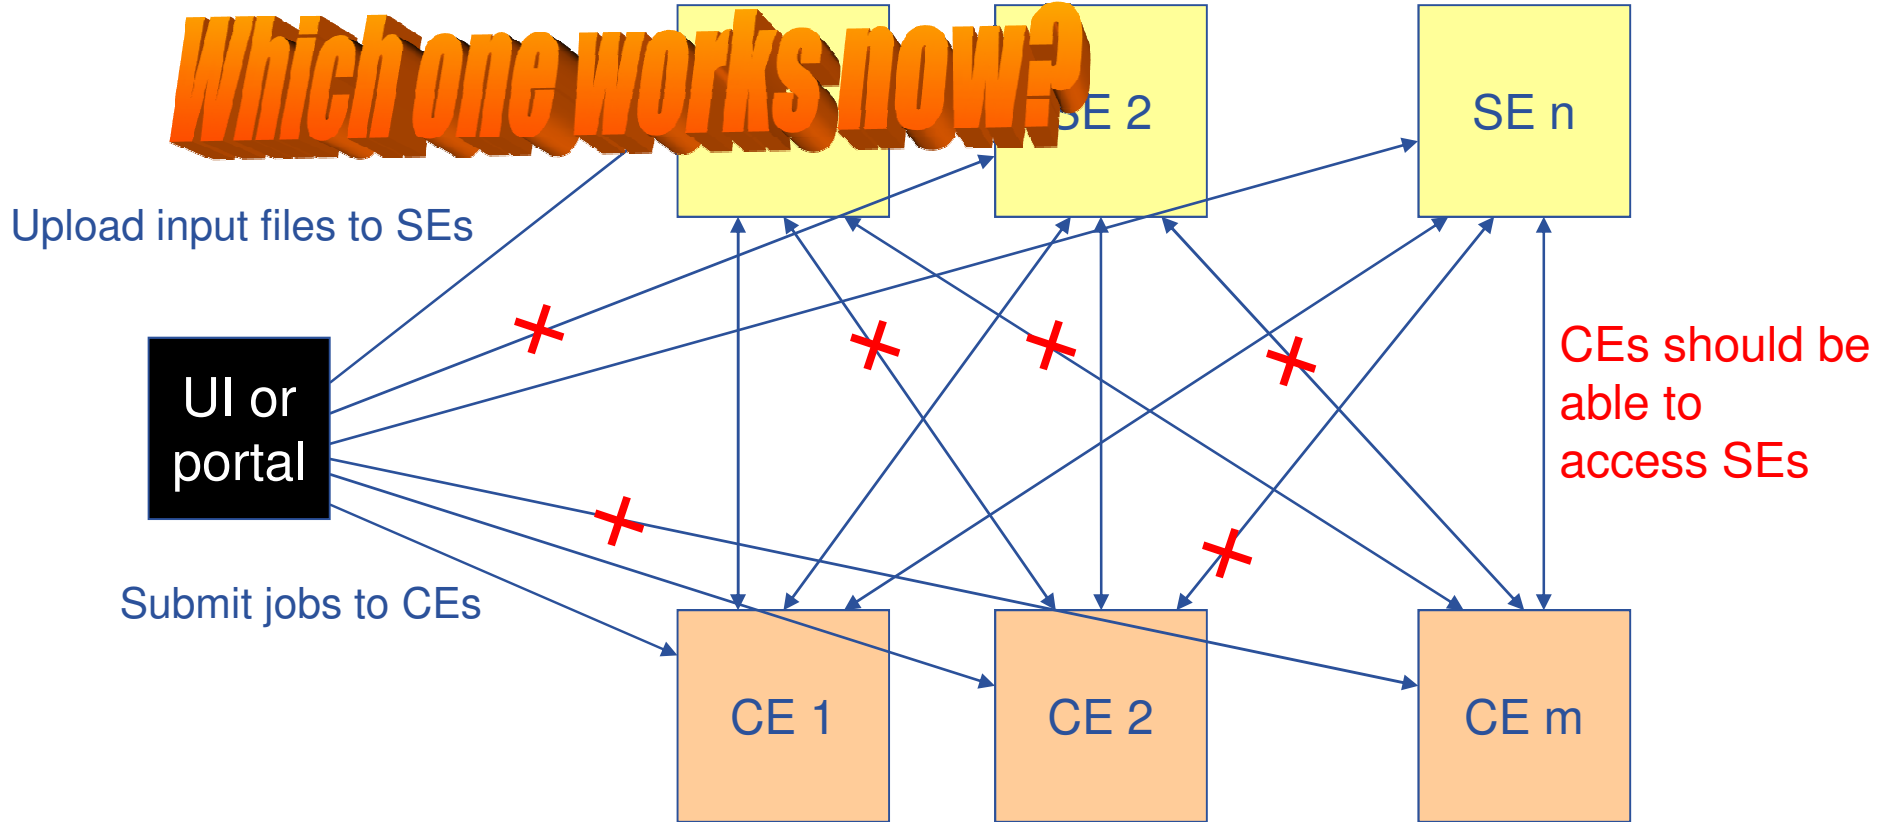 Which one works now?
SE 2
SE n
Upload input files to SEs
UI or
portal
CEs should be
able to
access SEs
Submit jobs to CEs
CE 1
CE 2
CE m